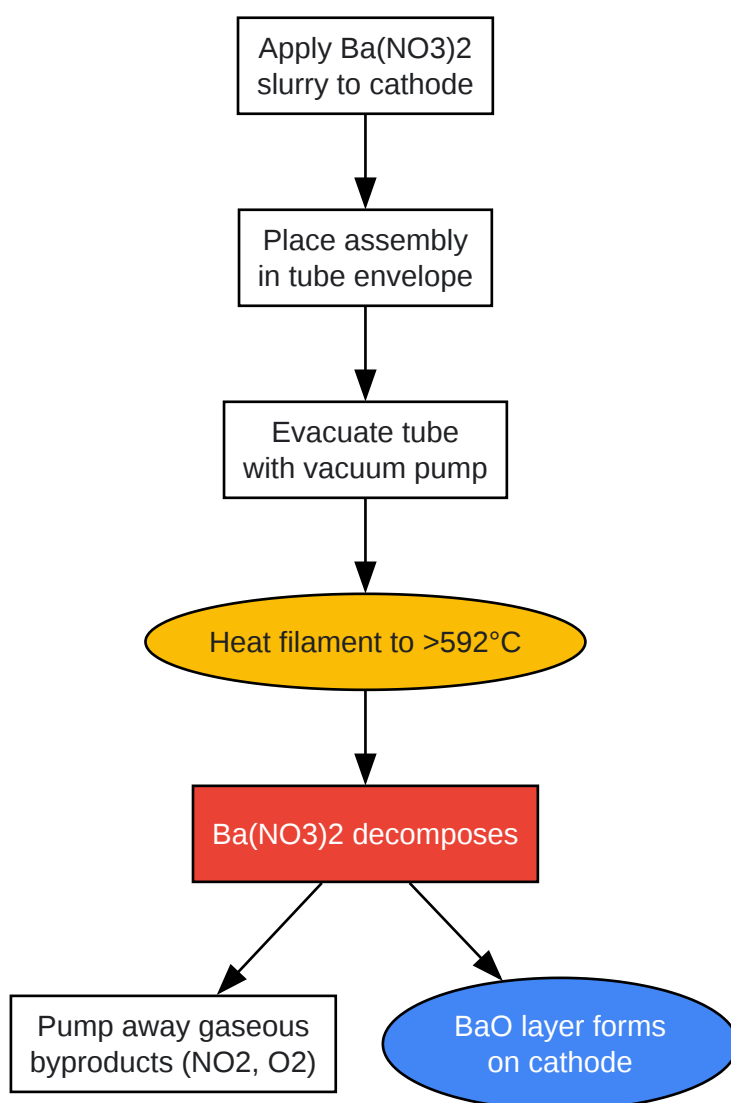 Apply Ba(NO3)2
slurry to cathode
Place assembly
in tube envelope
Evacuate tube
with vacuum pump
Heat filament to >592°C
Ba(NO3)2 decomposes
Pump away gaseous
byproducts (NO2, O2)
BaO layer forms
on cathode